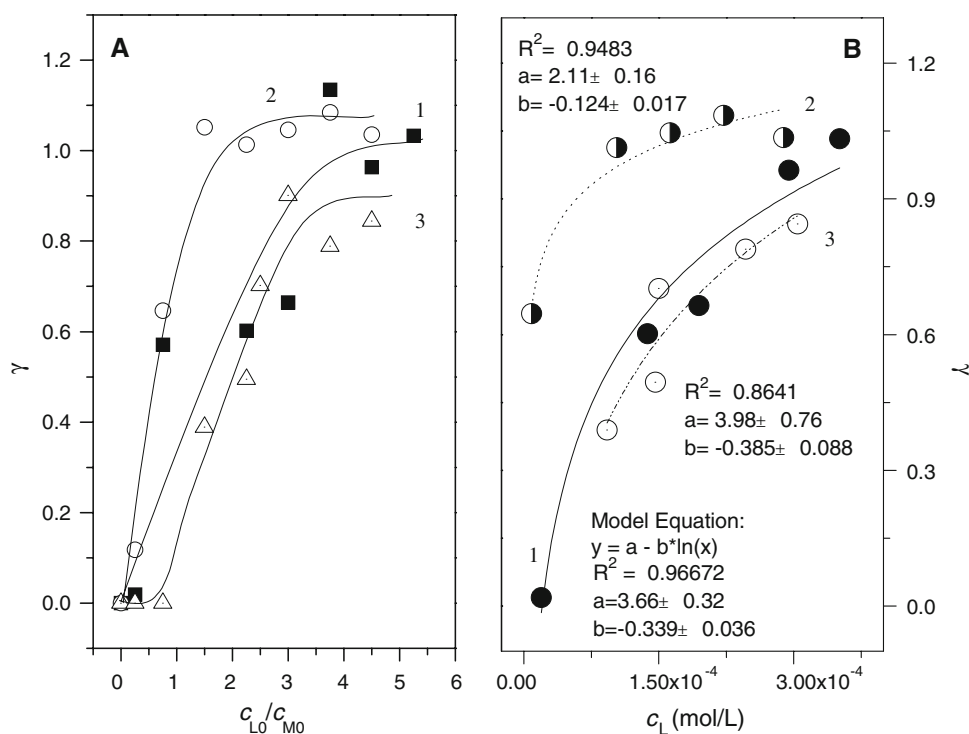 A
1.2
1.0
0.8
0.6
0.4
0.2
0.0
γ
2
1
3
0 1 2 3 4 5 6
c_L0/c_M0
B
R² = 0.9483
a= 2.11± 0.16
b= -0.124± 0.017
2
3
R² = 0.8641
a= 3.98± 0.76
b= -0.385± 0.088
Model Equation:
y = a - b*ln(x)
R² = 0.96672
a=3.66± 0.32
b=-0.339± 0.036
1
1.2
0.9
0.6
0.3
0.0
γ
0.00 1.50x10⁻⁴ 3.00x10⁻⁴
c_L (mol/L)